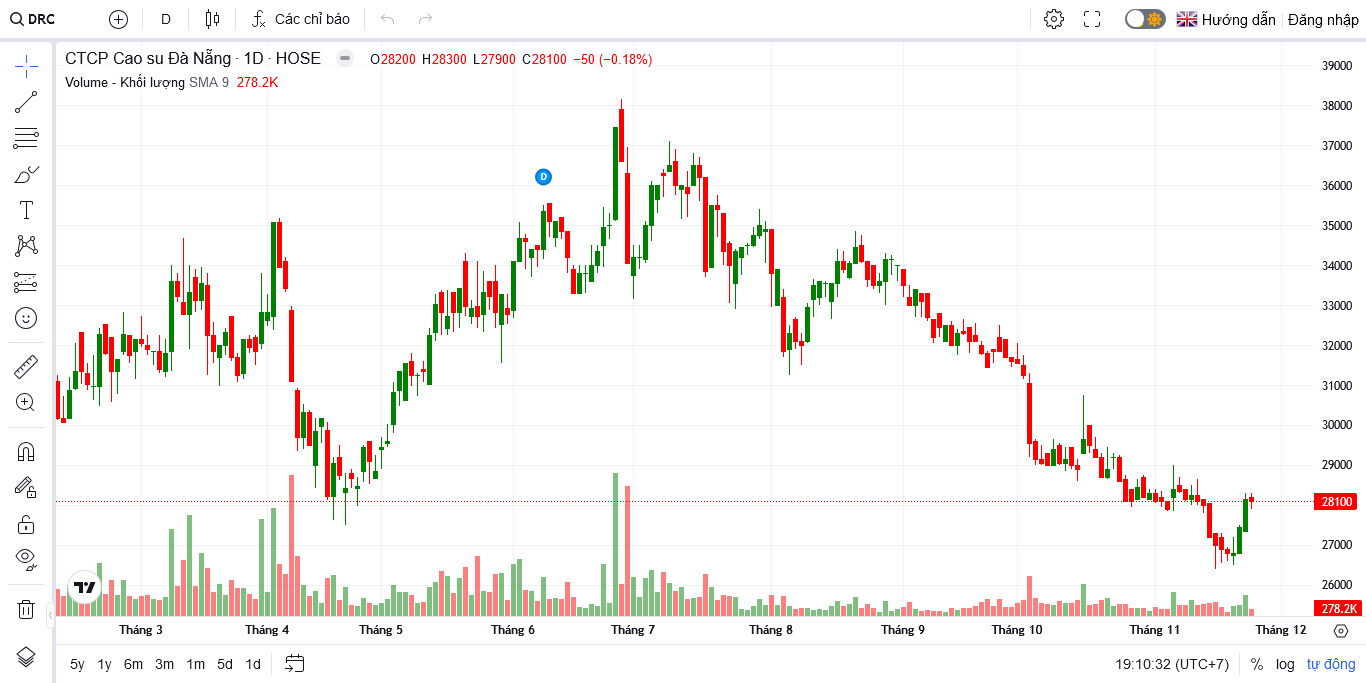 DRC D Các chỉ báo Hướng dẫn Đăng nhập
CTCP Cao su Đà Nẵng · 1D · HOSE O28200 H28300 L27900 C28100 −50 (−0.18%)
Volume - Khối lượng SMA 9 278.2K
39000
38000
37000
36000
D
35000
34000
33000
32000
31000
30000
29000
28100
27000
26000
278.2K
Tháng 3 Tháng 4 Tháng 5 Tháng 6 Tháng 7 Tháng 8 Tháng 9 Tháng 10 Tháng 11 Tháng 12
5y 1y 6m 3m 1m 5d 1d 19:10:32 (UTC+7) % log tự động